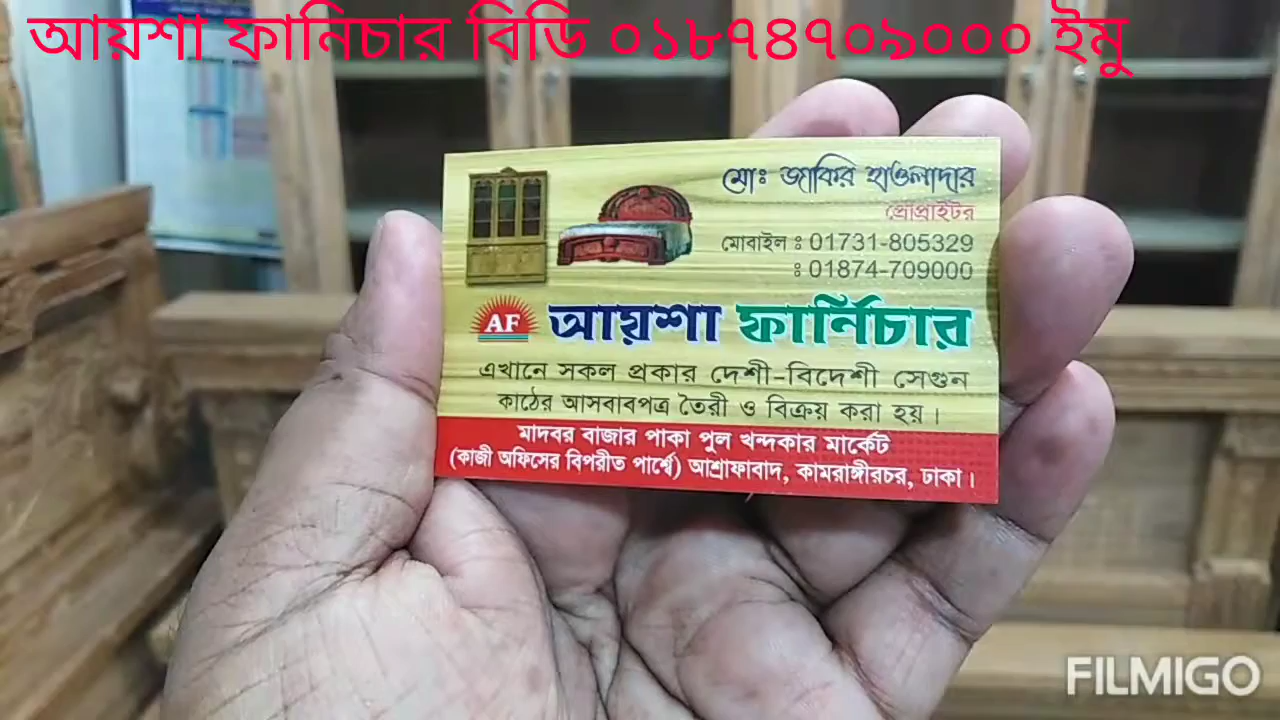 আয়শা ফানিচার বিডি ০১৮৭৪৭০৯০০০ ইমু
মোঃ জাকির হাওলাদার
প্রোপ্রাইটর
মোবাইল ঃ 01731-805329
ঃ 01874-709000
AF
আয়শা ফার্নিচার
এখানে সকল প্রকার দেশী-বিদেশী সেগুন
কাঠের আসবাবপত্র তৈরী ও বিক্রয় করা হয়।
মাদবর বাজার পাকা পুল খন্দকার মার্কেট
(কাজী অফিসের বিপরীত পার্শ্বে) আশ্রাফাবাদ, কামরাঙ্গীরচর, ঢাকা।
FILMIGO